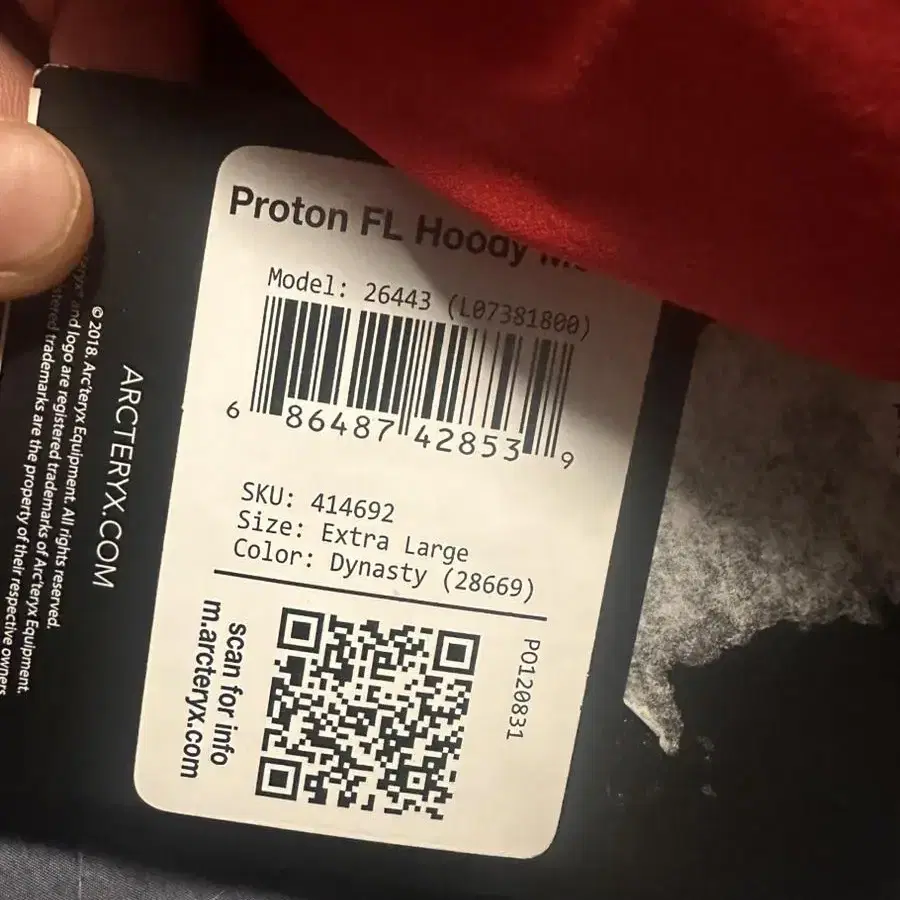 Proton FL Hoody
Model: 26443 (L07381800)
6 86487 42853 9
SKU: 414692
Size: Extra Large
Color: Dynasty (28669)
scan for info
m.arcteryx.com
PO120831
ARCTERYX.COM
© 2018. Arc'teryx Equipment. All rights reserved.
and logo are registered trademarks of Arc'teryx Equipment.
trademarks are the property of their respective owners